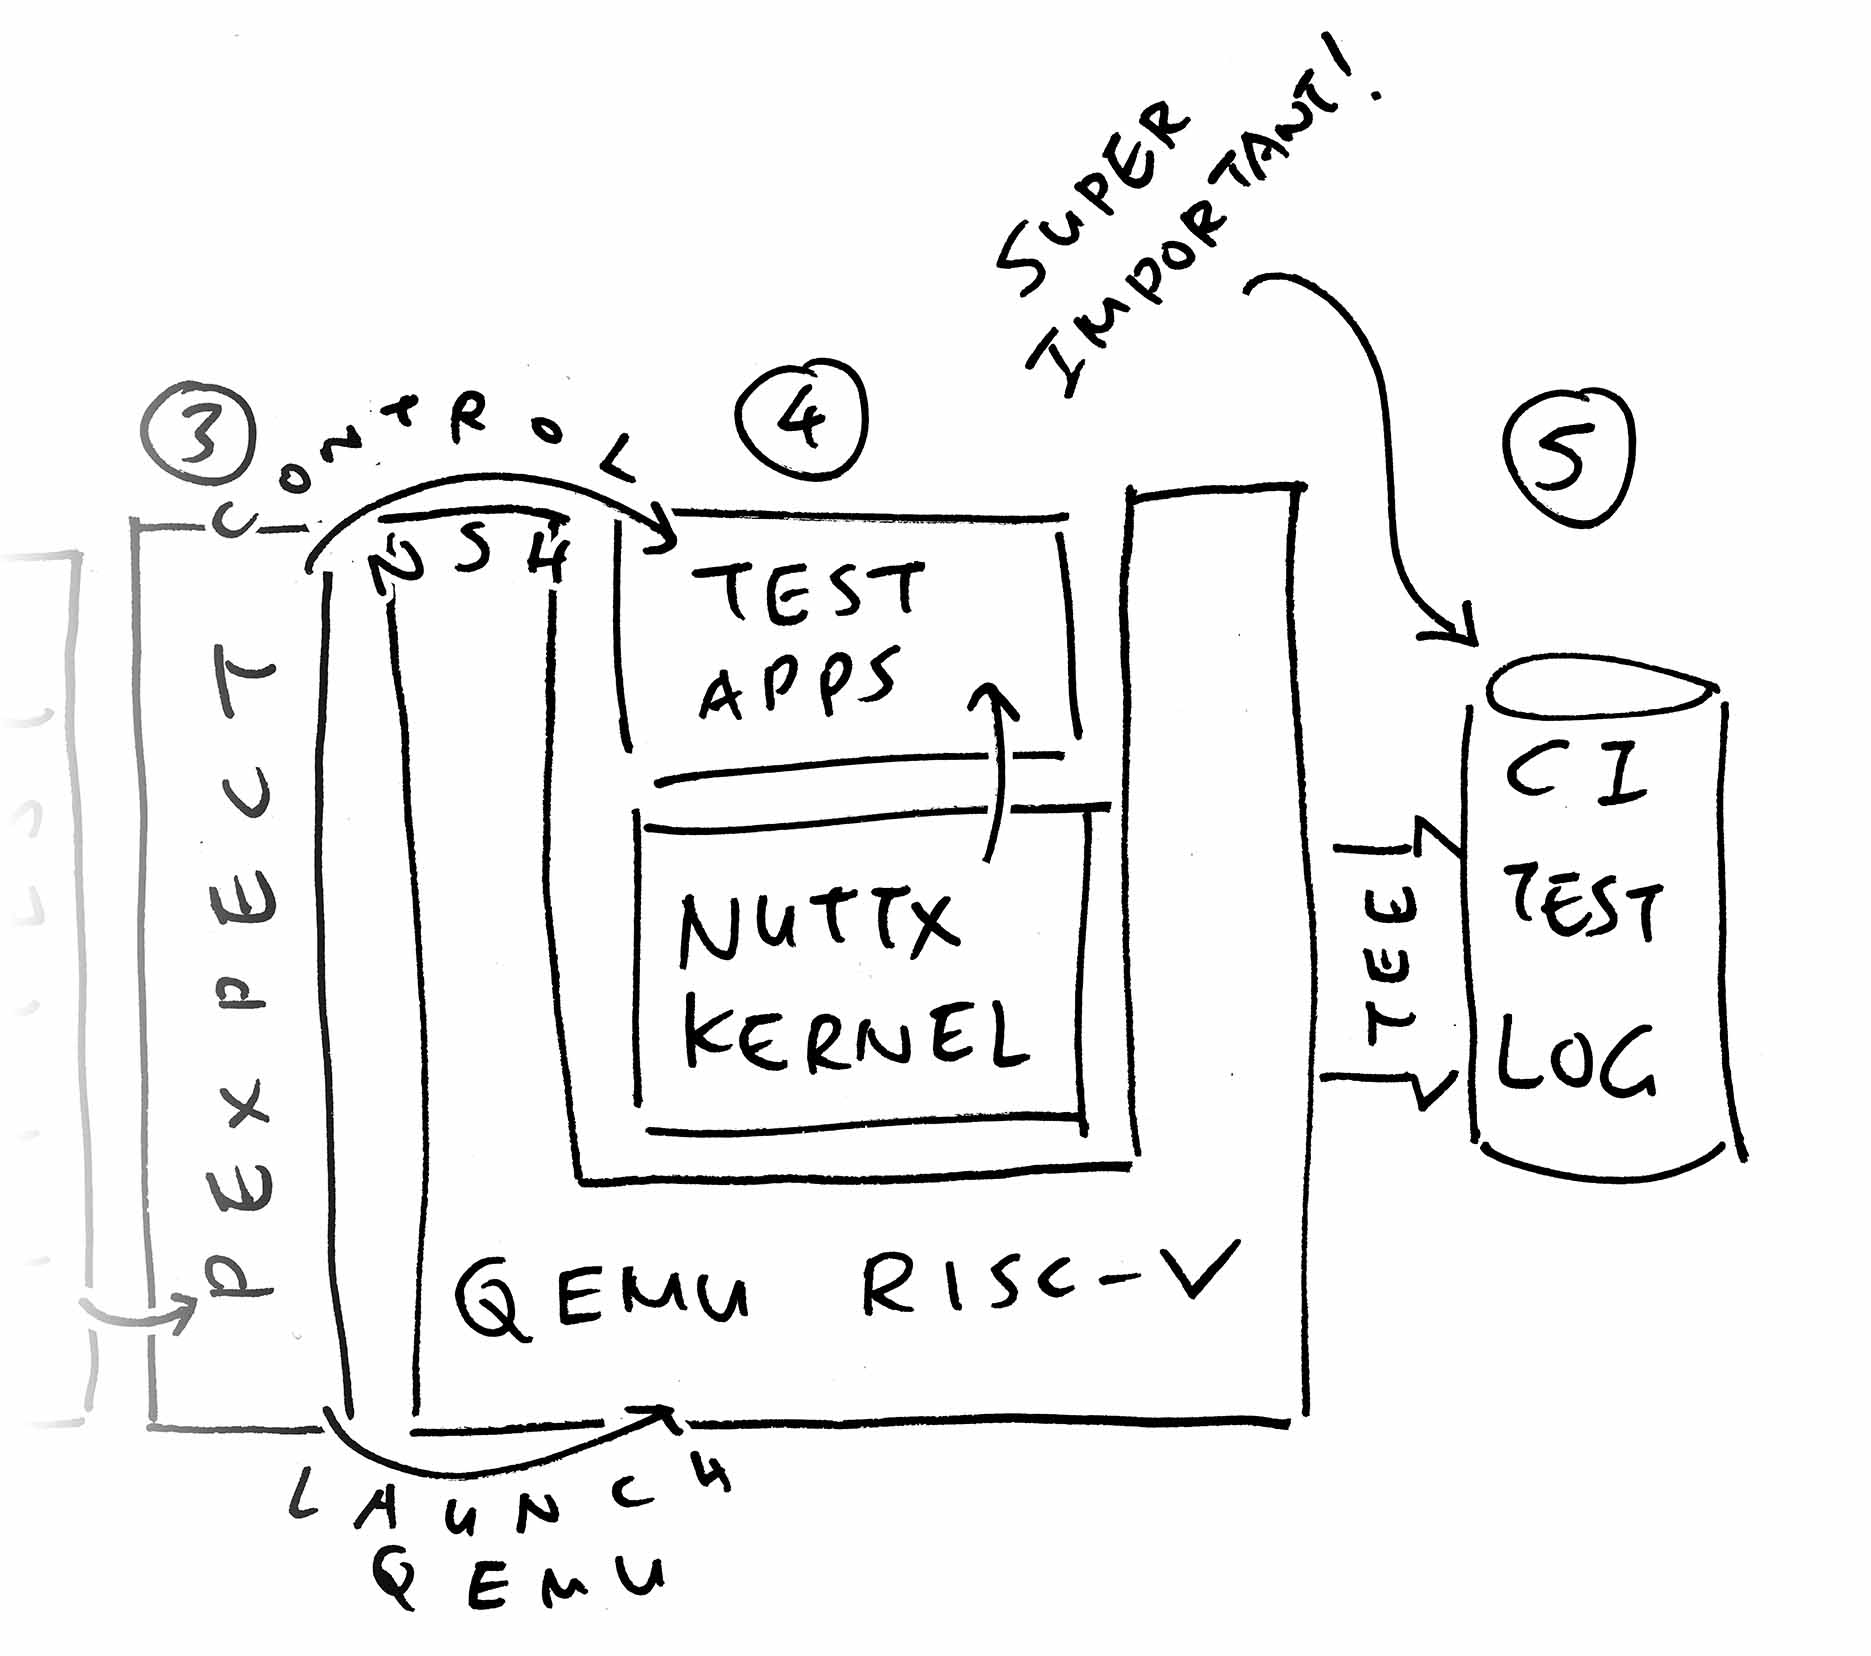 SUPER
IMPORTANT!
3
CONTROL
4
5
PEXPECT
NSH
TEST
APPS
NUTTX
KERNEL
QEMU RISC-V
TEE
CI
TEST
LOG
LAUNCH
QEMU